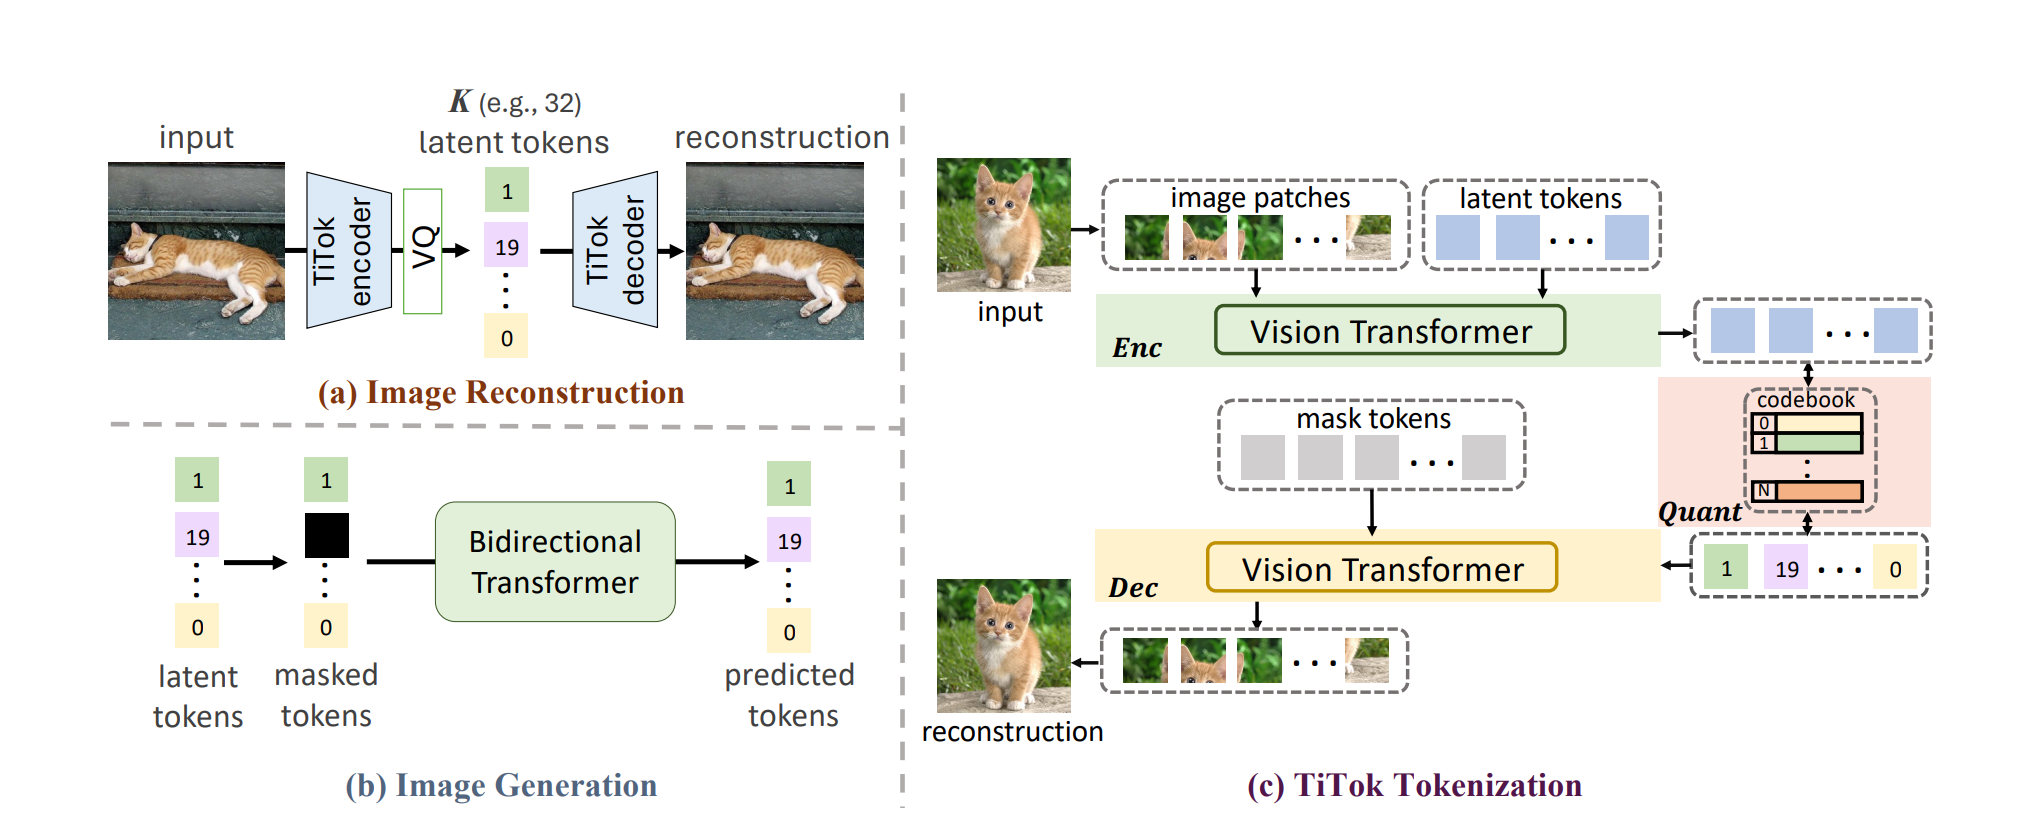 K (e.g., 32)
input
latent tokens
reconstruction
TiTok
encoder
VQ
1
19
0
TiTok
decoder
(a) Image Reconstruction
1
19
0
latent
tokens
1
0
masked
tokens
Bidirectional
Transformer
1
19
0
predicted
tokens
(b) Image Generation
input
image patches
latent tokens
Enc
Vision Transformer
codebook
0
1
N
Quant
mask tokens
1
19
0
Dec
Vision Transformer
reconstruction
(c) TiTok Tokenization